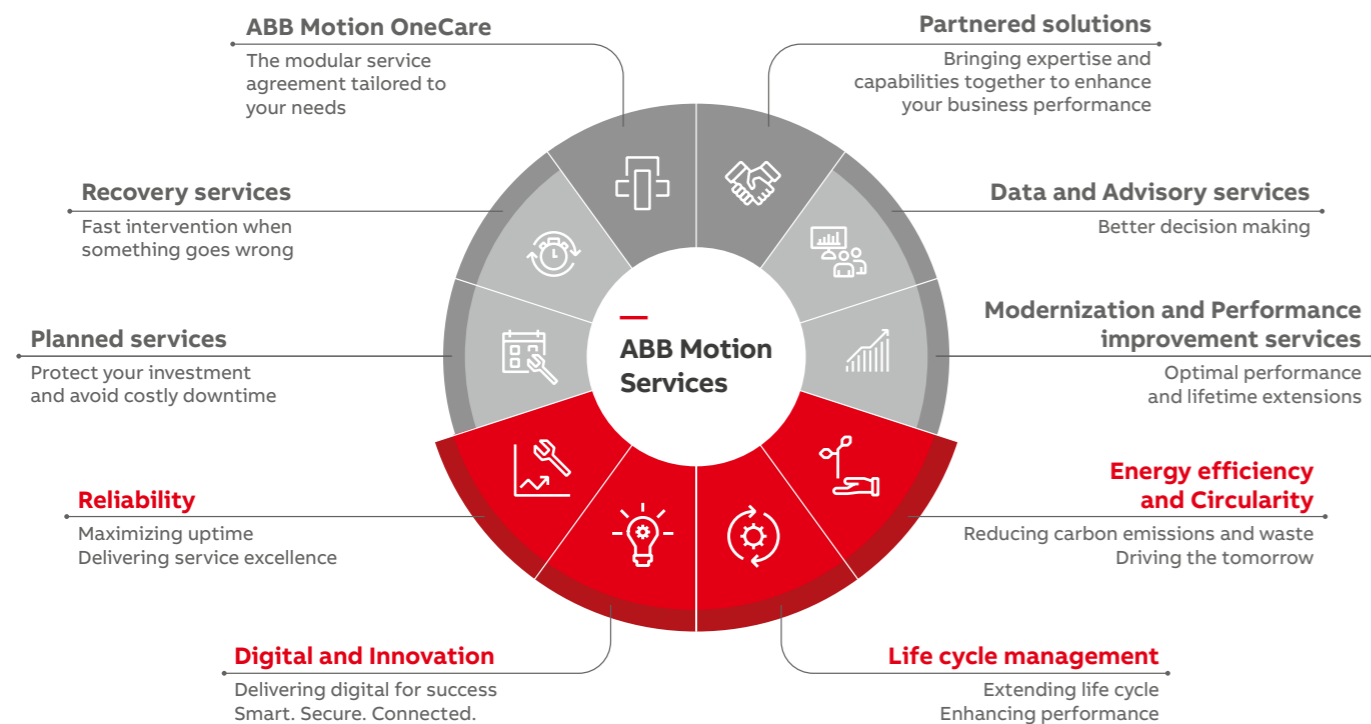 ABB Motion OneCare
The modular service
agreement tailored to
your needs
Partnered solutions
Bringing expertise and
capabilities together to enhance
your business performance
Recovery services
Fast intervention when
something goes wrong
Data and Advisory services
Better decision making
Planned services
Protect your investment
and avoid costly downtime
ABB Motion
Services
Modernization and Performance
improvement services
Optimal performance
and lifetime extensions
Reliability
Maximizing uptime
Delivering service excellence
Energy efficiency
and Circularity
Reducing carbon emissions and waste
Driving the tomorrow
Digital and Innovation
Delivering digital for success
Smart. Secure. Connected.
Life cycle management
Extending life cycle
Enhancing performance